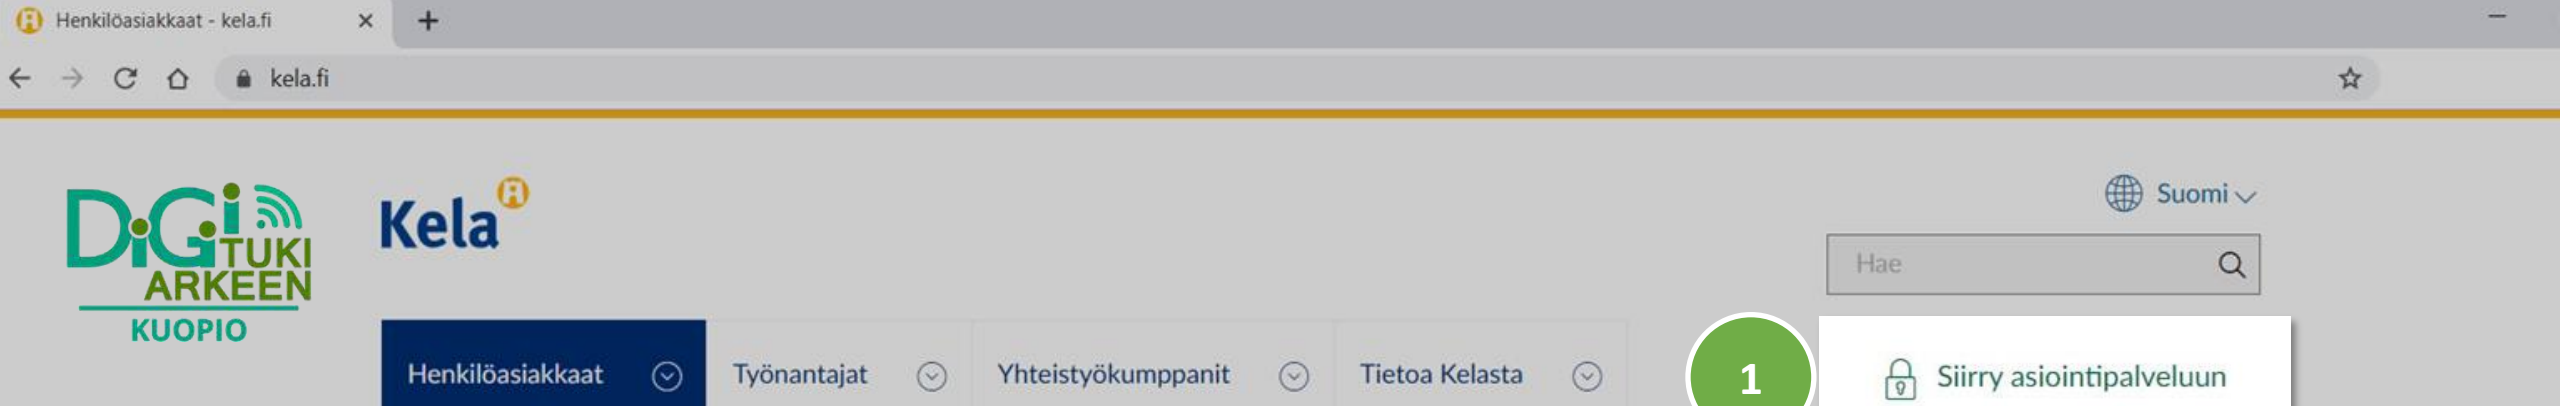 Henkilöasiakkaat - kela.fi
kela.fi
DiGi
TUKI
ARKEEN
KUOPIO
Kela
Suomi
Hae
Henkilöasiakkaat
Työnantajat
Yhteistyökumppanit
Tietoa Kelasta
1
Siirry asiointipalveluun